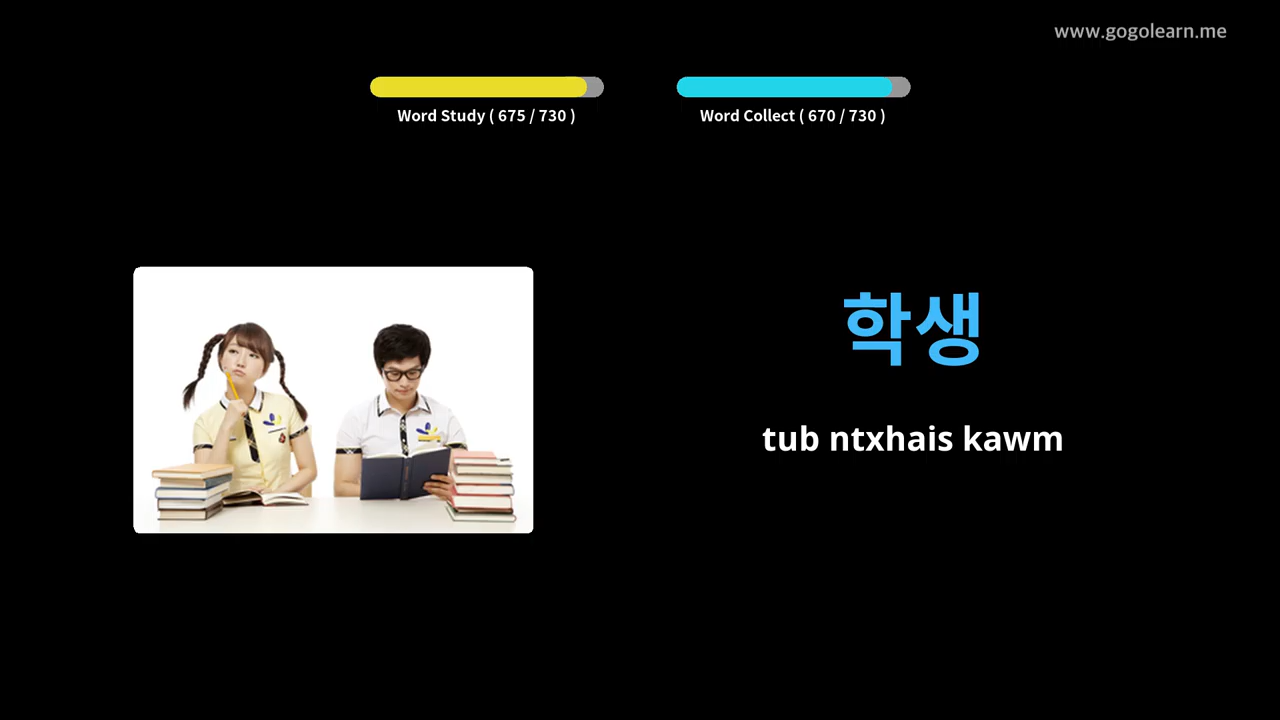 www.gogolearn.me
Word Study ( 675 / 730 )
Word Collect ( 670 / 730 )
학생
tub ntxhais kawm